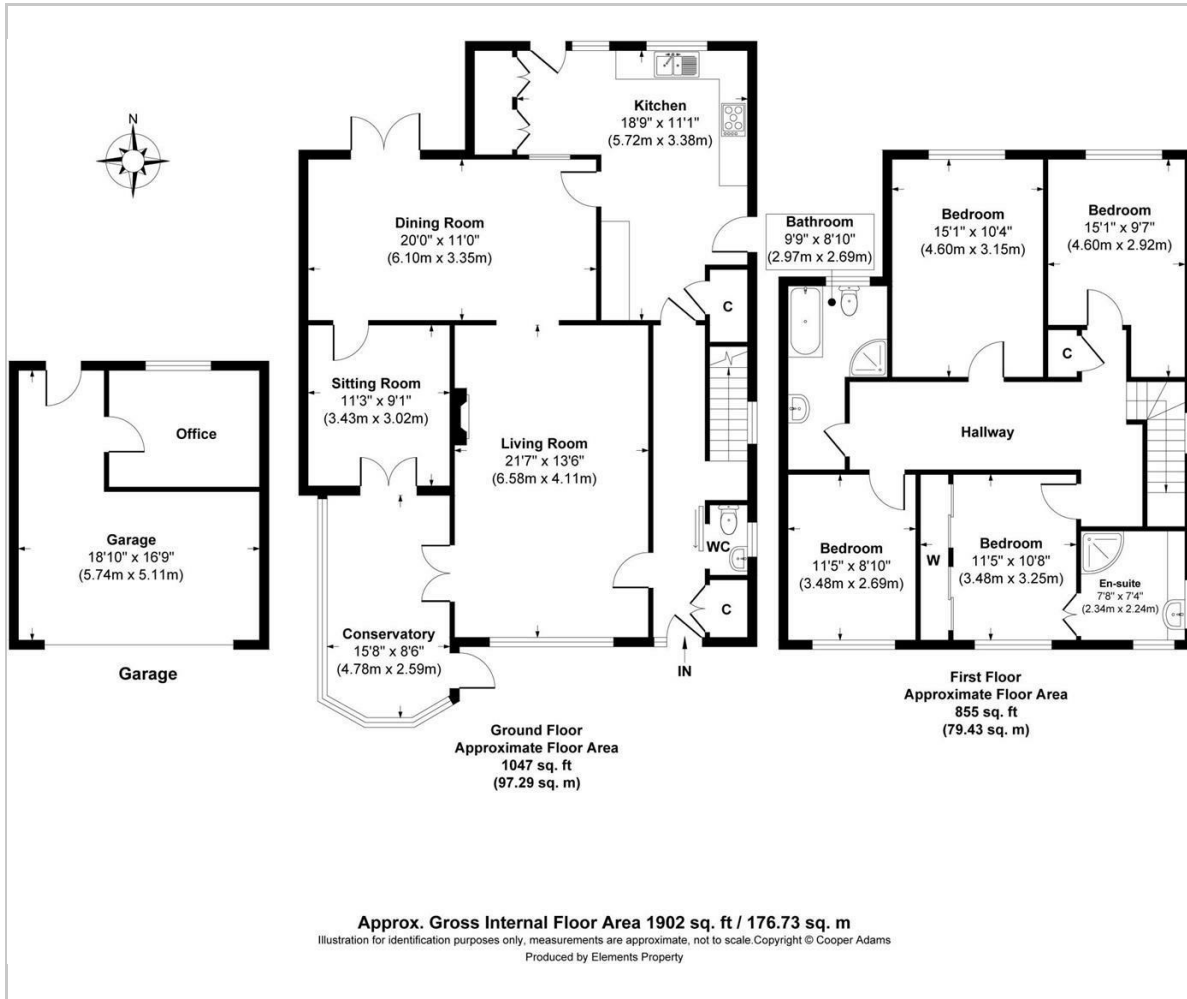 N
Kitchen
18'9" x 11'1"
(5.72m x 3.38m)
Dining Room
20'0" x 11'0"
(6.10m x 3.35m)
C
Sitting Room
11'3" x 9'1"
(3.43m x 3.02m)
Living Room
21'7" x 13'6"
(6.58m x 4.11m)
WC
C
IN
Conservatory
15'8" x 8'6"
(4.78m x 2.59m)
Ground Floor
Approximate Floor Area
1047 sq. ft
(97.29 sq. m)
Office
Garage
18'10" x 16'9"
(5.74m x 5.11m)
Garage
Bathroom
9'9" x 8'10"
(2.97m x 2.69m)
Bedroom
15'1" x 10'4"
(4.60m x 3.15m)
Bedroom
15'1" x 9'7"
(4.60m x 2.92m)
C
Hallway
Bedroom
11'5" x 8'10"
(3.48m x 2.69m)
W
Bedroom
11'5" x 10'8"
(3.48m x 3.25m)
En-suite
7'8" x 7'4"
(2.34m x 2.24m)
First Floor
Approximate Floor Area
855 sq. ft
(79.43 sq. m)
Approx. Gross Internal Floor Area 1902 sq. ft / 176.73 sq. m
Illustration for identification purposes only, measurements are approximate, not to scale.Copyright © Cooper Adams
Produced by Elements Property